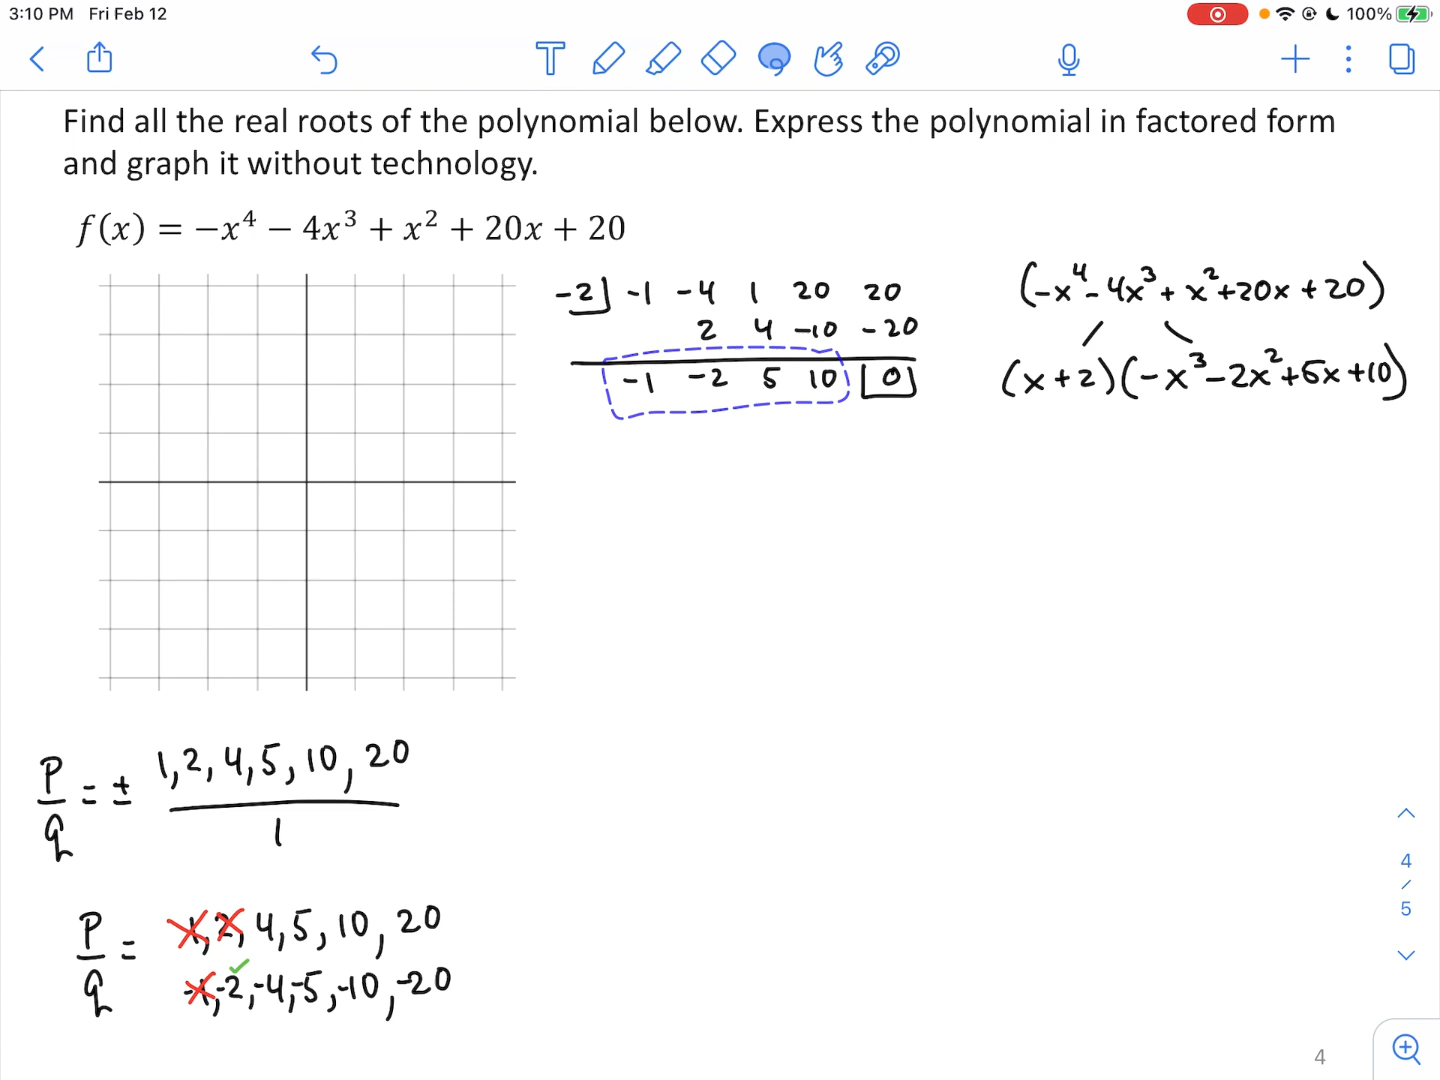 3:10 PM Fri Feb 12
100%
Find all the real roots of the polynomial below. Express the polynomial in factored form
and graph it without technology.
f(x) = −x⁴ − 4x³ + x² + 20x + 20
-2 | -1 -4 1 20 20
2 4 -10 -20
-1 -2 5 10 0
(-x⁴-4x³+x²+20x+20)
(x+2)(-x³-2x²+5x+10)
P/q = ± 1,2,4,5,10,20 / 1
P/q = 1,2,4,5,10,20
-1,-2,-4,-5,-10,-20
4
/
5
4